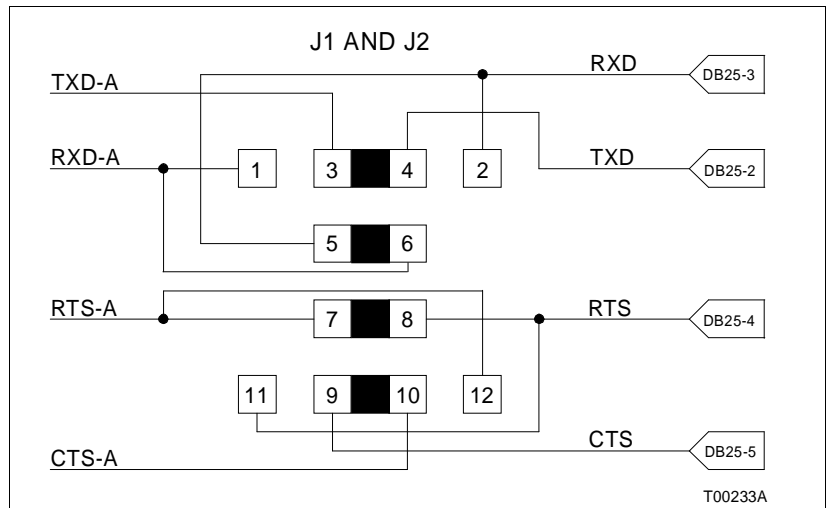 J1 AND J2
RXD
DB25-3
TXD-A
RXD-A
1
3
4
2
TXD
DB25-2
5
6
RTS-A
7
8
RTS
DB25-4
11
9
10
12
CTS-A
CTS
DB25-5
T00233A